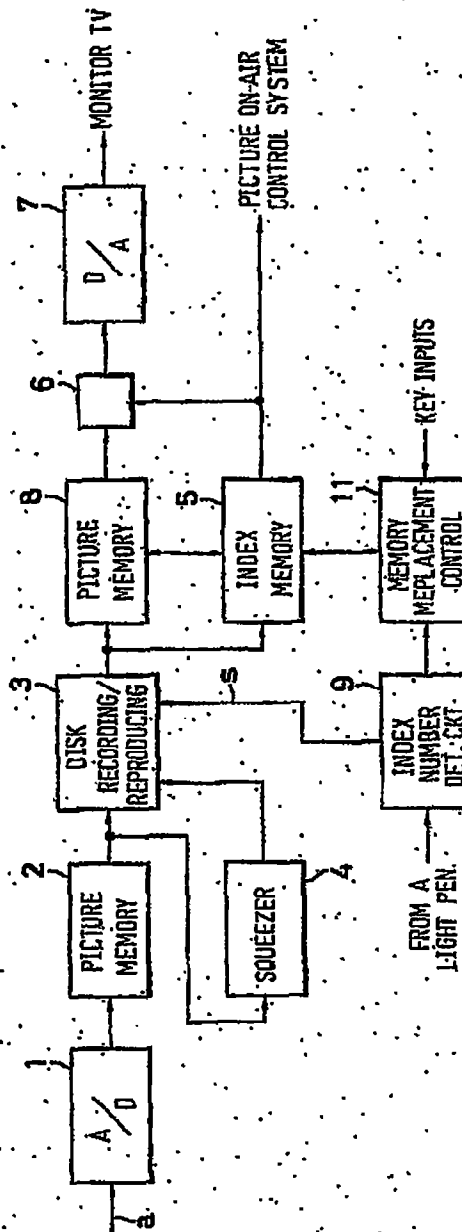 a
1
A/D
2
PICTURE
MEMORY
3
DISK
RECORDING/
REPRODUCING
8
PICTURE
MEMORY
6
7
D/A
MONITOR TV
SQUEEZER
4
s
5
INDEX
MEMORY
PICTURE ON-AIR
CONTROL SYSTEM
FROM A
LIGHT PEN.
9
INDEX
NUMBER
DET.CKT
11
MEMORY
MEPLACEMENT
CONTROL
KEY INPUTS